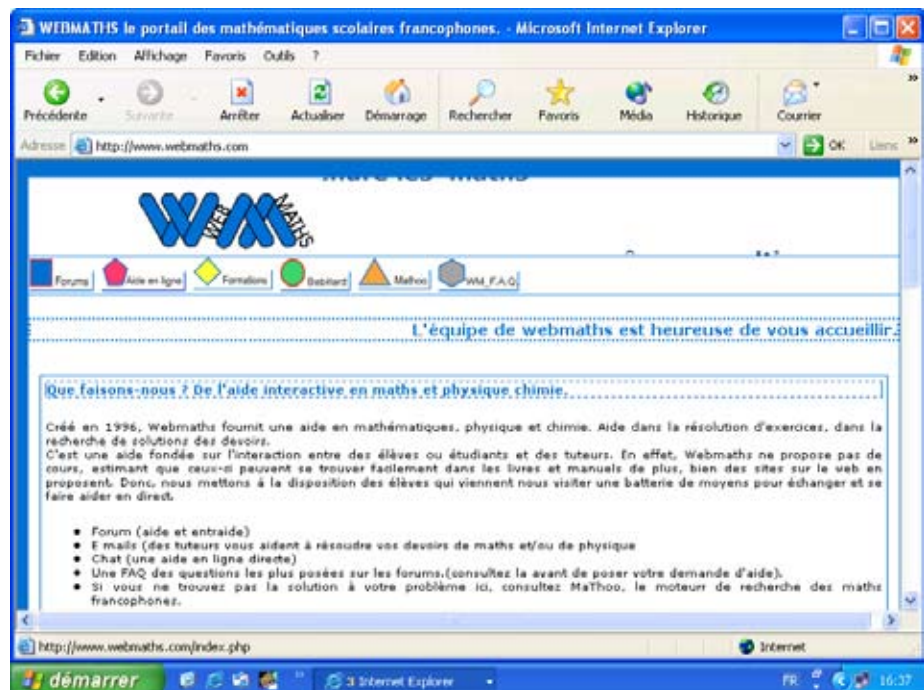 WEBMATHS le portail des mathématiques scolaires francophones. - Microsoft Internet Explorer
Fichier Edition Affichage Favoris Outils ?
Précédente Suivante Arrêter Actualiser Démarrage Rechercher Favoris Média Historique Courrier
Adresse http://www.webmaths.com OK Liens
WEB MATHS
Forums Aide en ligne Formations Babillard Mathoo WM_F.A.Q
L'équipe de webmaths est heureuse de vous accueillir
Que faisons-nous ? De l'aide interactive en maths et physique chimie.
Créé en 1996, Webmaths fournit une aide en mathématiques, physique et chimie. Aide dans la résolution d'exercices, dans la
recherche de solutions des devoirs.
C'est une aide fondée sur l'interaction entre des élèves ou étudiants et des tuteurs. En effet, Webmaths ne propose pas de
cours, estimant que ceux-ci peuvent se trouver facilement dans les livres et manuels de plus, bien des sites sur le web en
proposent. Donc, nous mettons à la disposition des élèves qui viennent nous visiter une batterie de moyens pour échanger et se
faire aider en direct.
• Forum (aide et entraide)
• E mails (des tuteurs vous aident à résoudre vos devoirs de maths et/ou de physique
• Chat (une aide en ligne directe)
• Une FAQ des questions les plus posées sur les forums.(consultez la avant de poser votre demande d'aide).
• Si vous ne trouvez pas la solution à votre problème ici, consultez MaThoo, le moteur de recherche des maths
francophones.
http://www.webmaths.com/index.php Internet
démarrer 3 Internet Explorer FR 16:37